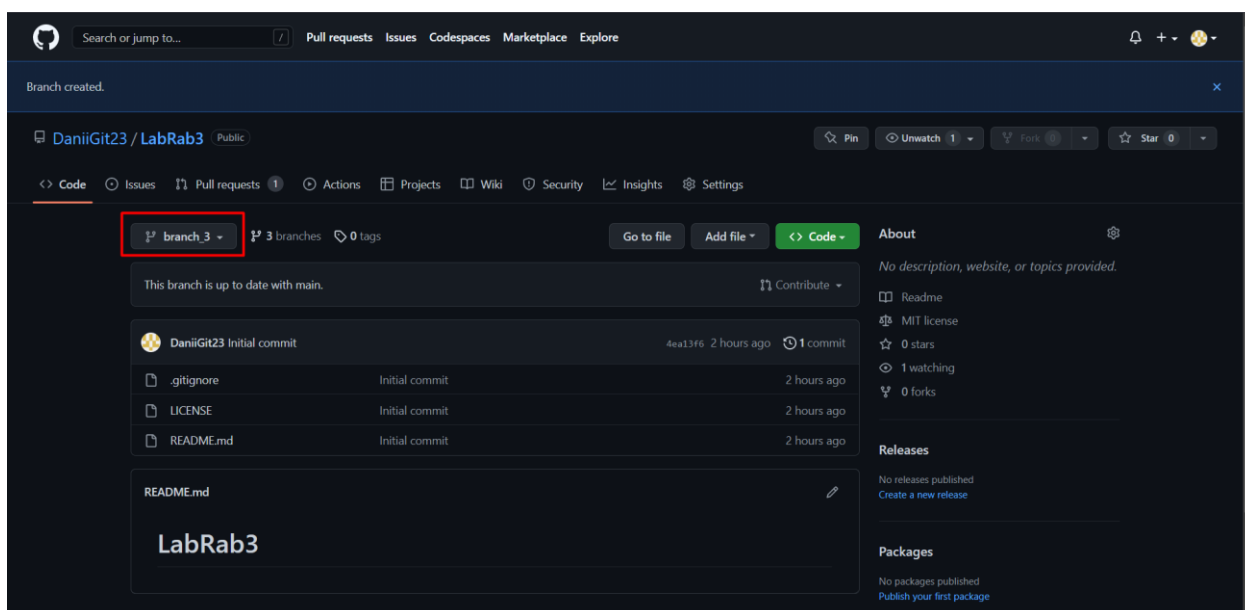 Search or jump to... /
Pull requests Issues Codespaces Marketplace Explore
Branch created.
DaniiGit23 / LabRab3 Public
Pin Unwatch 1 Fork 0 Star 0
Code Issues Pull requests 1 Actions Projects Wiki Security Insights Settings
branch_3 3 branches 0 tags Go to file Add file Code
This branch is up to date with main. Contribute
DaniiGit23 Initial commit 4ea13f6 2 hours ago 1 commit
.gitignore Initial commit 2 hours ago
LICENSE Initial commit 2 hours ago
README.md Initial commit 2 hours ago
README.md
LabRab3
About
No description, website, or topics provided.
Readme
MIT license
0 stars
1 watching
0 forks
Releases
No releases published
Create a new release
Packages
No packages published
Publish your first package